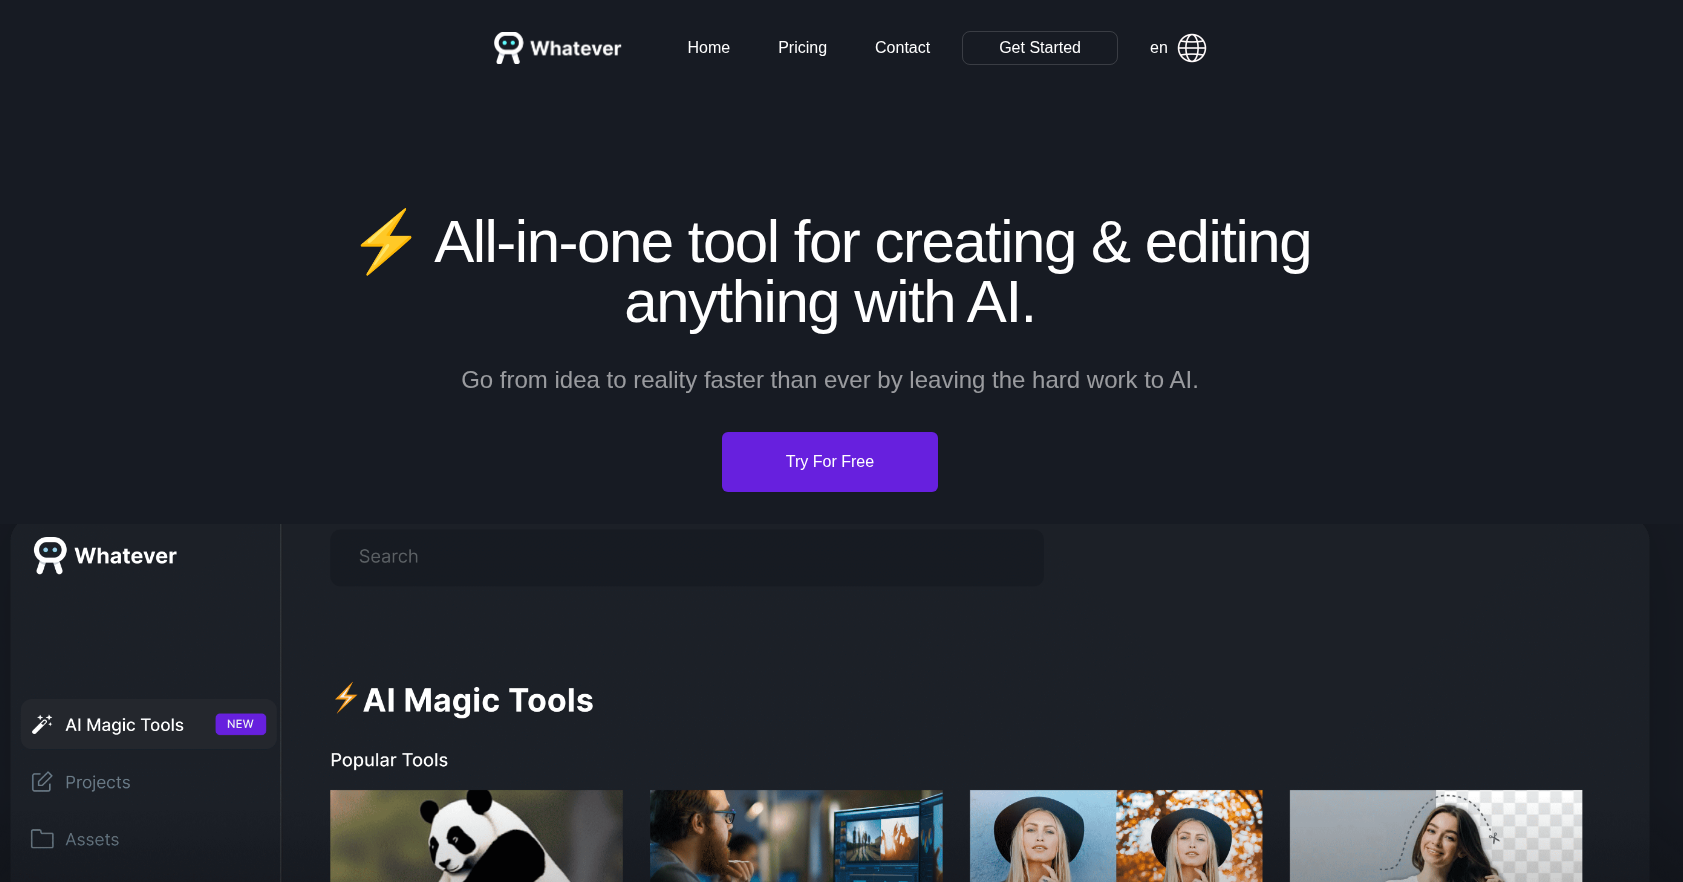 Whatever
Home
Pricing
Contact
Get Started
en
⚡ All-in-one tool for creating & editing
anything with AI.
Go from idea to reality faster than ever by leaving the hard work to AI.
Try For Free
Whatever
Search
⚡AI Magic Tools
AI Magic Tools
NEW
Popular Tools
Projects
Assets